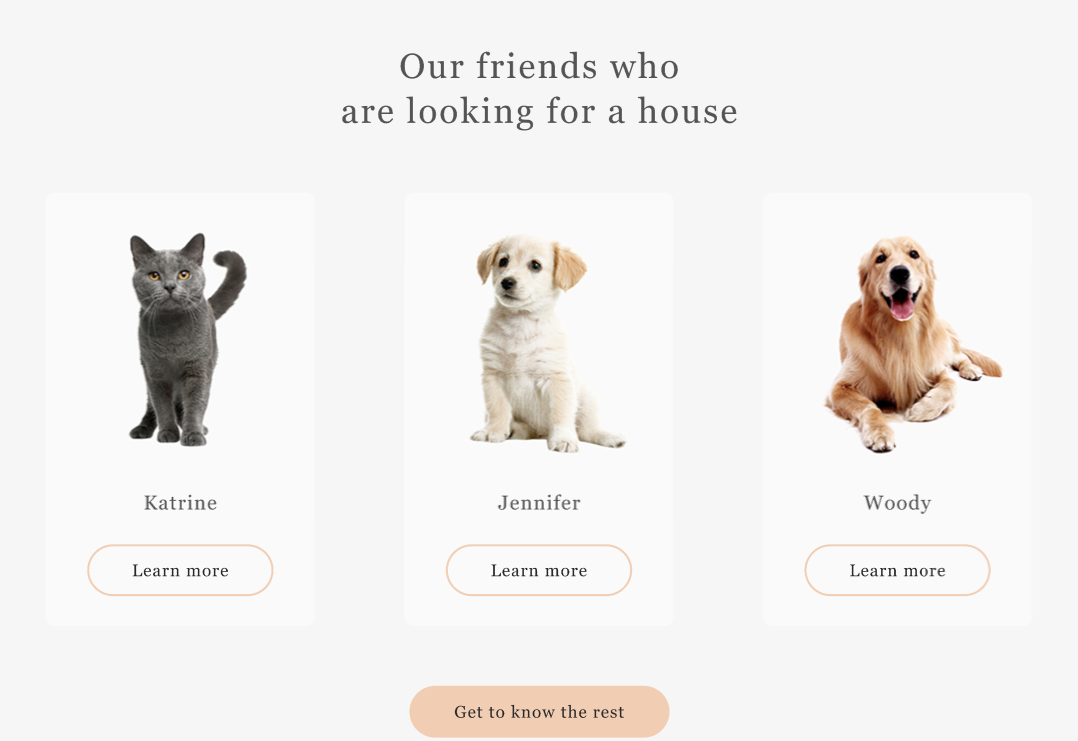 Our friends who
are looking for a house
Katrine
Jennifer
Woody
Learn more
Learn more
Learn more
Get to know the rest